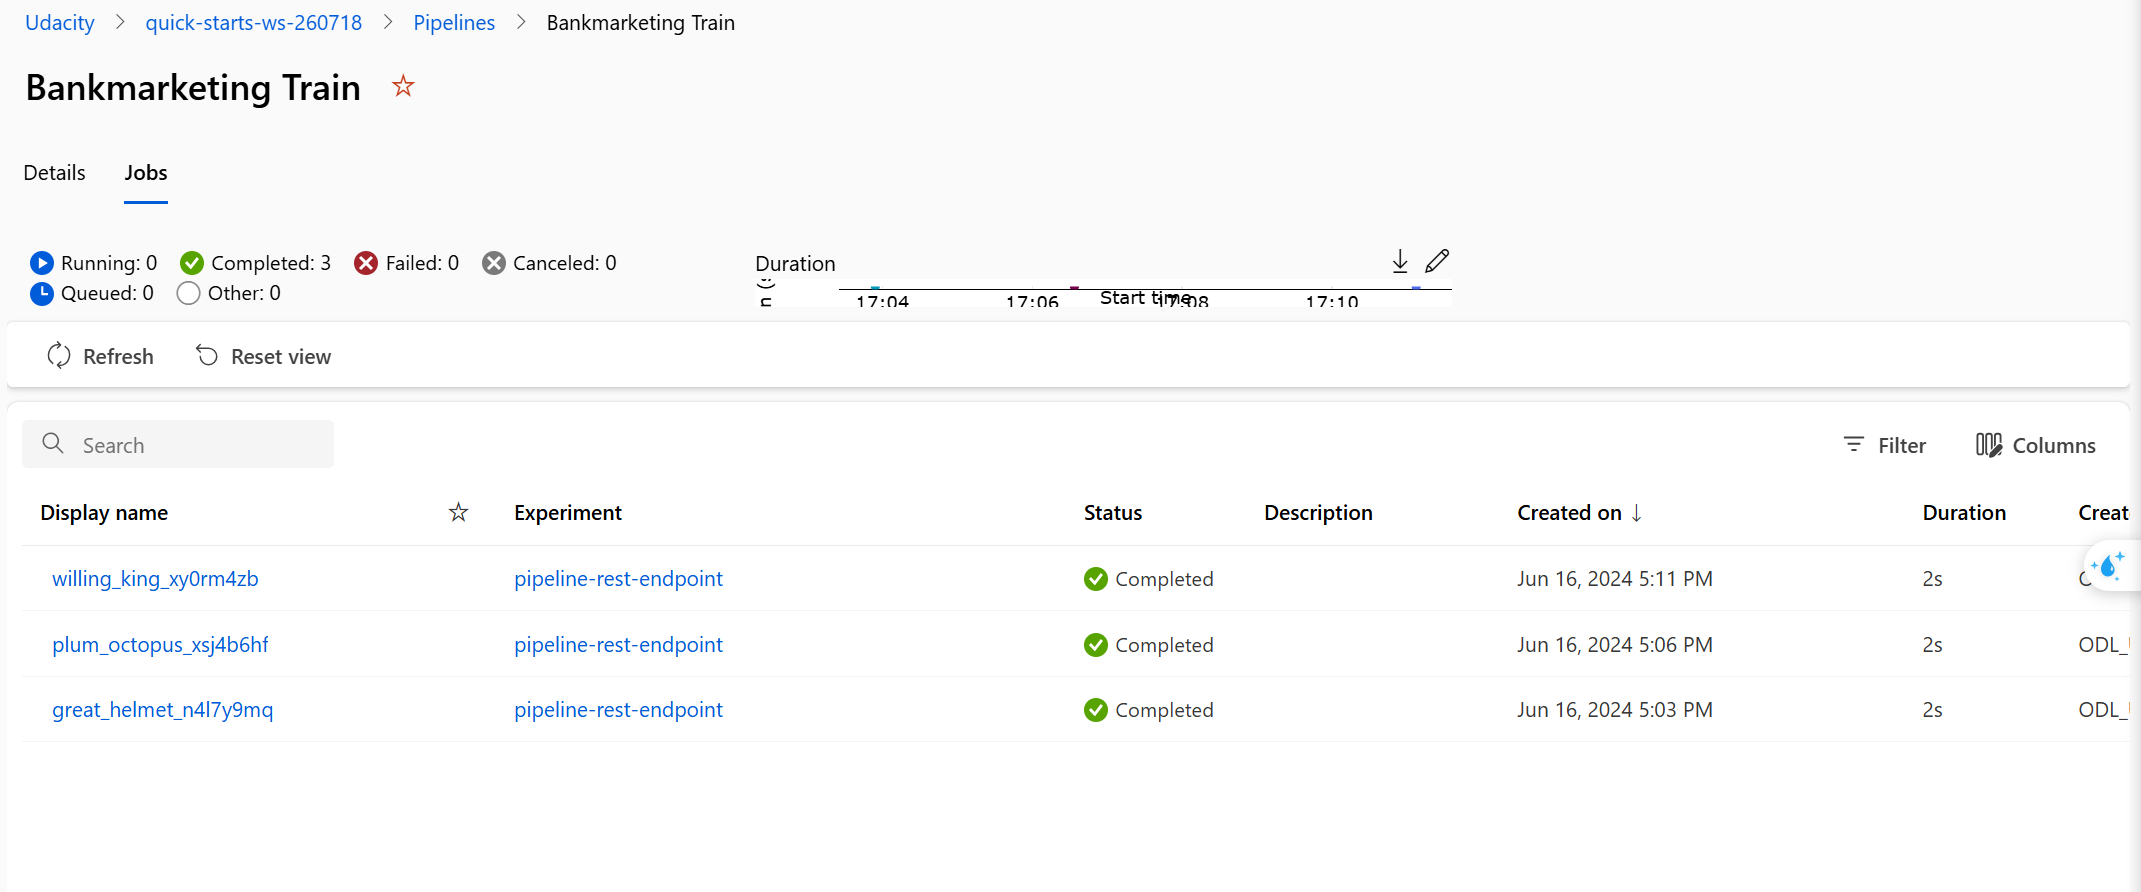 Udacity > quick-starts-ws-260718 > Pipelines > Bankmarketing Train
Bankmarketing Train
Details Jobs
Running: 0 Completed: 3 Failed: 0 Canceled: 0
Queued: 0 Other: 0
Duration
17:04 17:06 17:08 17:10
Start time
Refresh Reset view
Search
Filter Columns
Display name Experiment Status Description Created on ↓ Duration Creat
willing_king_xy0rm4zb pipeline-rest-endpoint Completed Jun 16, 2024 5:11 PM 2s
plum_octopus_xsj4b6hf pipeline-rest-endpoint Completed Jun 16, 2024 5:06 PM 2s ODL_
great_helmet_n4l7y9mq pipeline-rest-endpoint Completed Jun 16, 2024 5:03 PM 2s ODL_